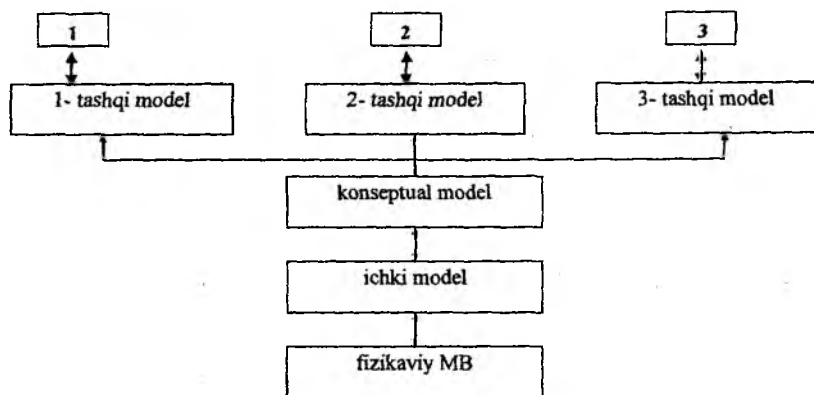 1
2
3
1- tashqi model
2- tashqi model
3- tashqi model
konseptual model
ichki model
fizikaviy MB